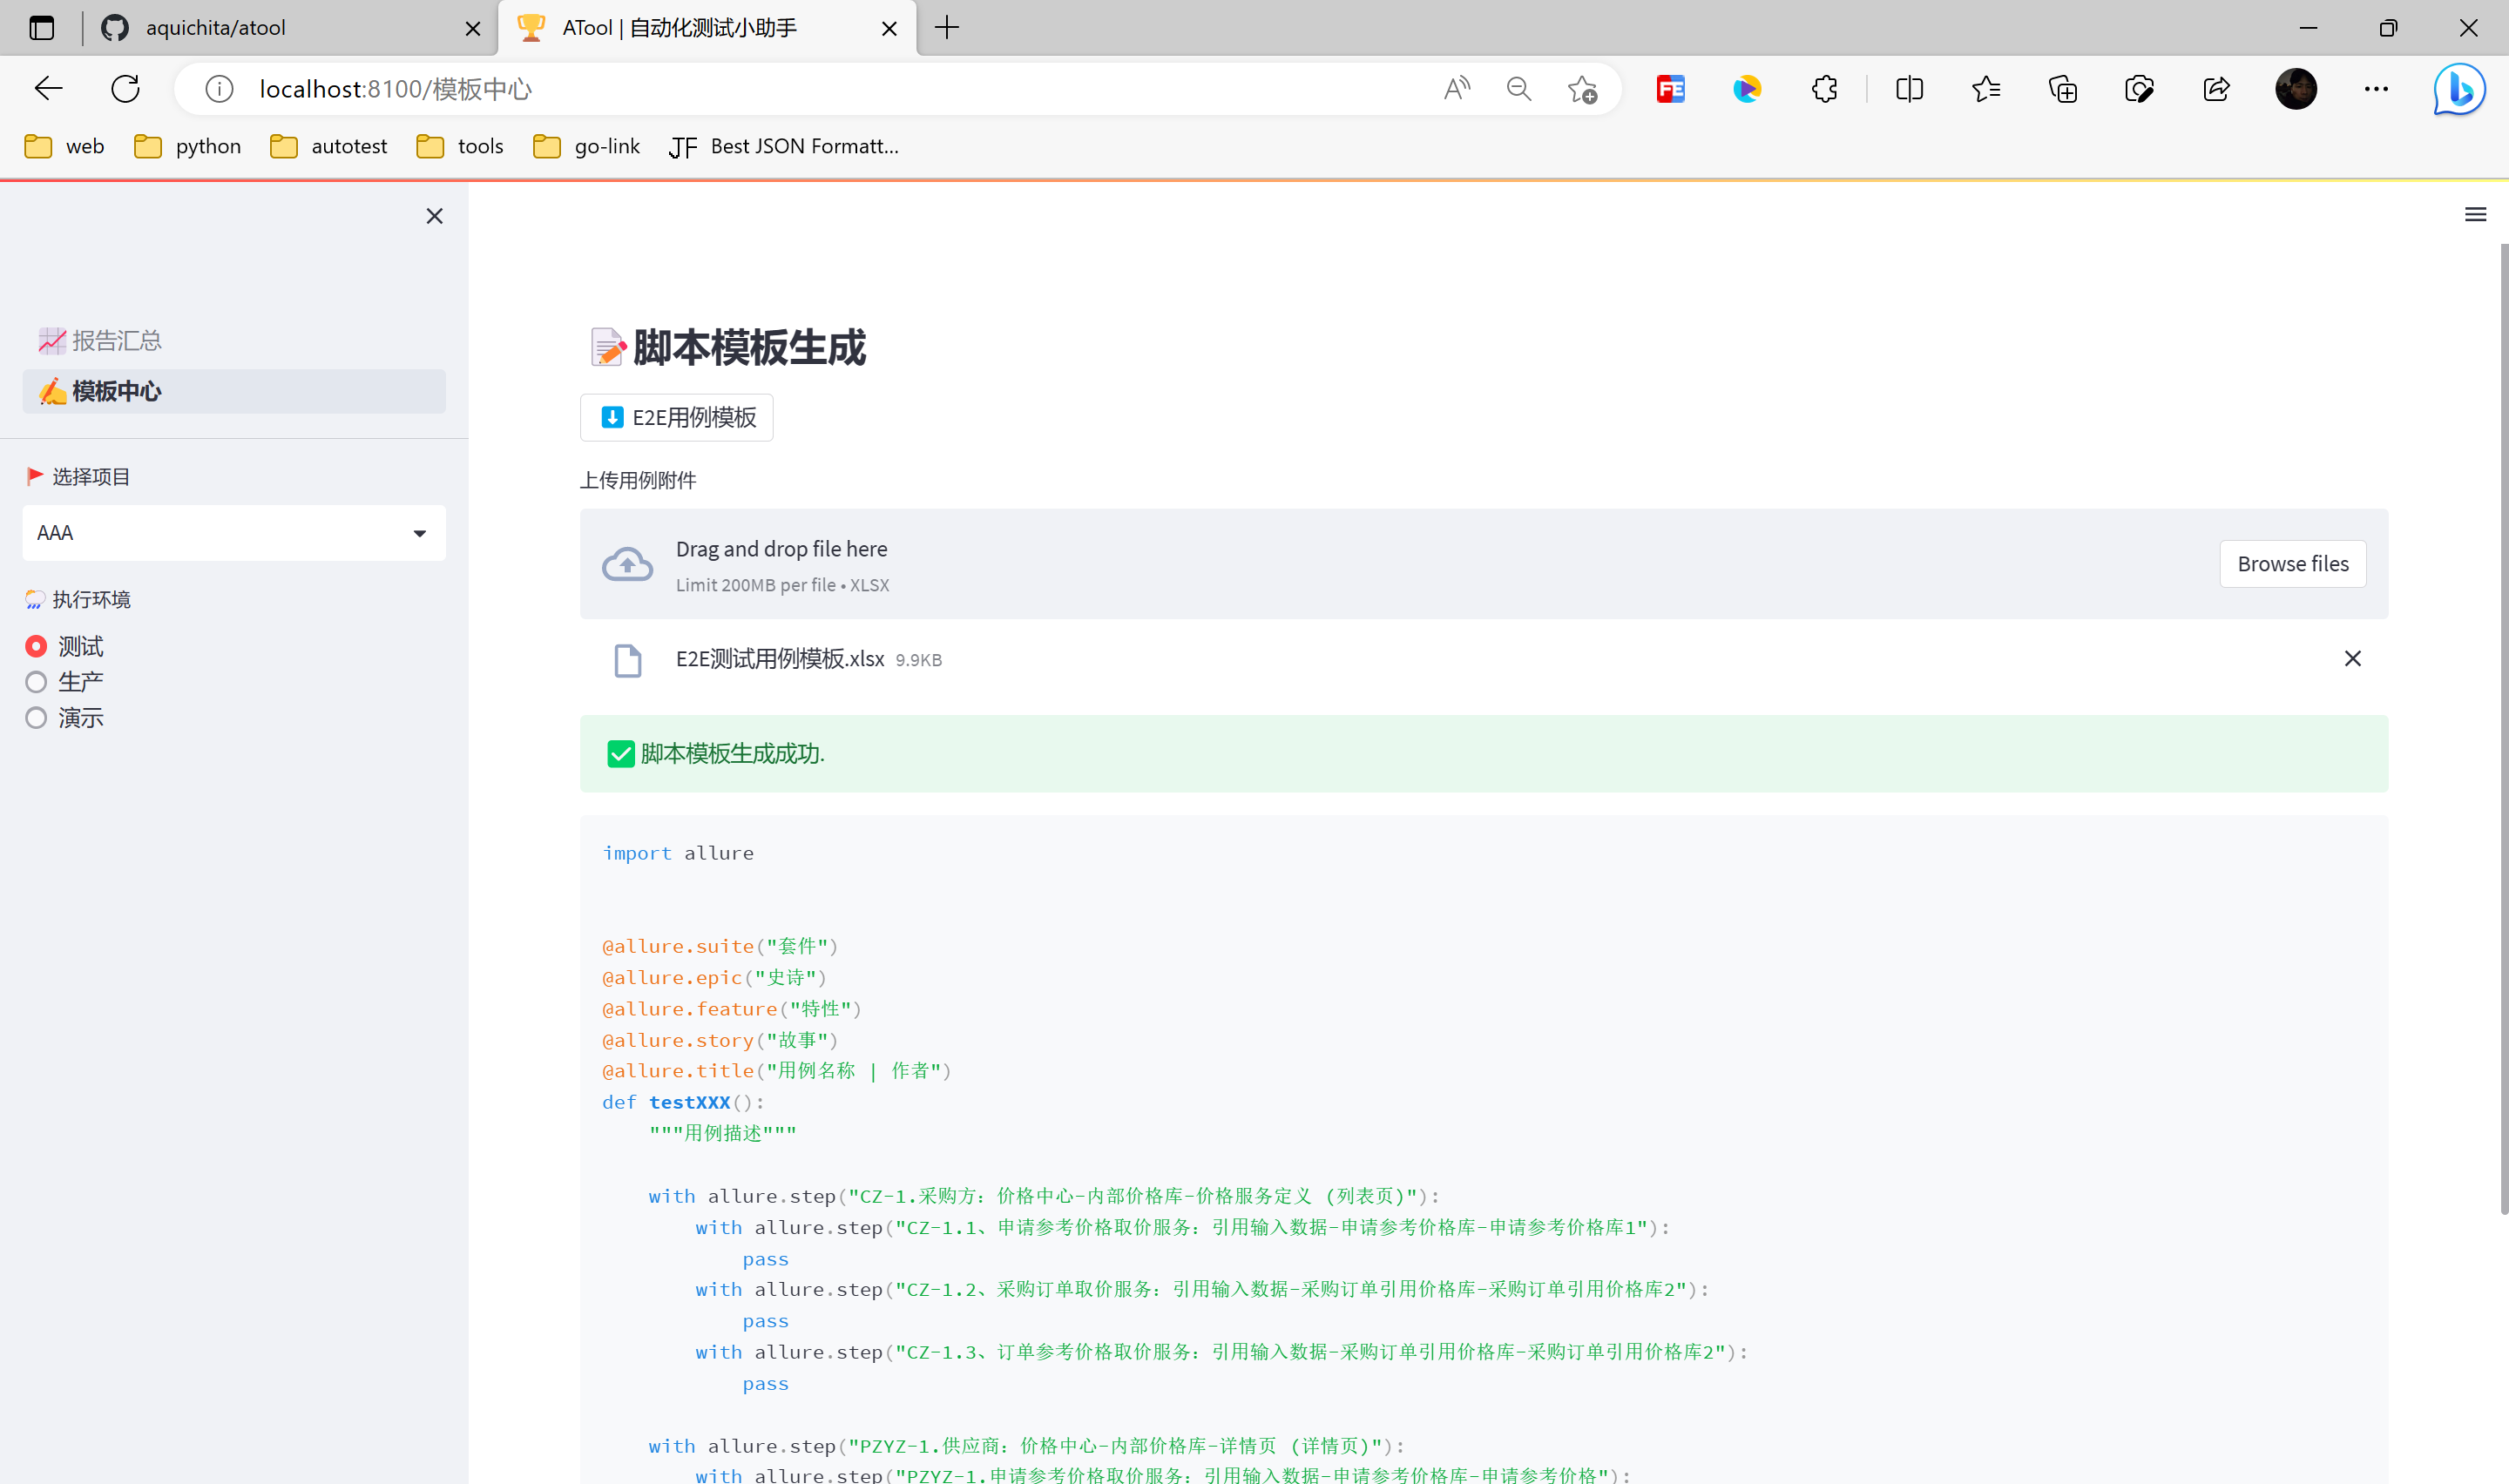 aquichita/atool
ATool | 自动化测试小助手
localhost:8100/模板中心
web
python
autotest
tools
go-link
JF Best JSON Formatt...
报告汇总
模板中心
选择项目
AAA
执行环境
测试
生产
演示
脚本模板生成
E2E用例模板
上传用例附件
Drag and drop file here
Limit 200MB per file • XLSX
Browse files
E2E测试用例模板.xlsx 9.9KB
脚本模板生成成功.
import allure
@allure.suite("套件")
@allure.epic("史诗")
@allure.feature("特性")
@allure.story("故事")
@allure.title("用例名称 | 作者")
def testXXX():
"""用例描述"""
with allure.step("CZ-1.采购方：价格中心-内部价格库-价格服务定义 (列表页)"):
with allure.step("CZ-1.1、申请参考价格取价服务：引用输入数据-申请参考价格库-申请参考价格库1"):
pass
with allure.step("CZ-1.2、采购订单取价服务：引用输入数据-采购订单引用价格库-采购订单引用价格库2"):
pass
with allure.step("CZ-1.3、订单参考价格取价服务：引用输入数据-采购订单引用价格库-采购订单引用价格库2"):
pass
with allure.step("PZYZ-1.供应商：价格中心-内部价格库-详情页 (详情页)"):
with allure.step("PZYZ-1.申请参考价格取价服务：引用输入数据-申请参考价格库-申请参考价格"):